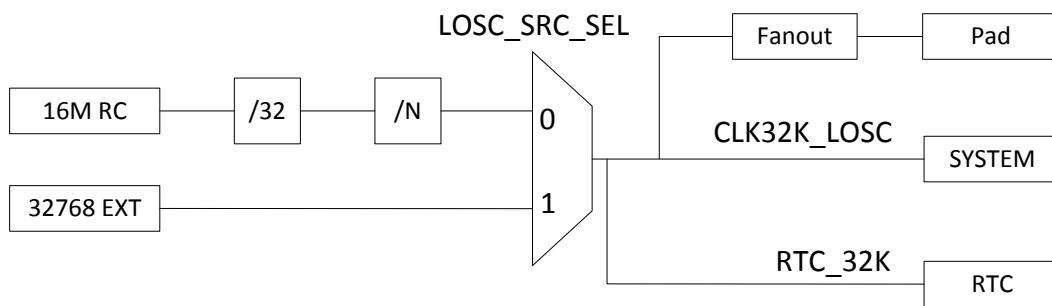 LOSC_SRC_SEL
Fanout
Pad
16M RC
/32
/N
0
CLK32K_LOSC
SYSTEM
32768 EXT
1
RTC_32K
RTC